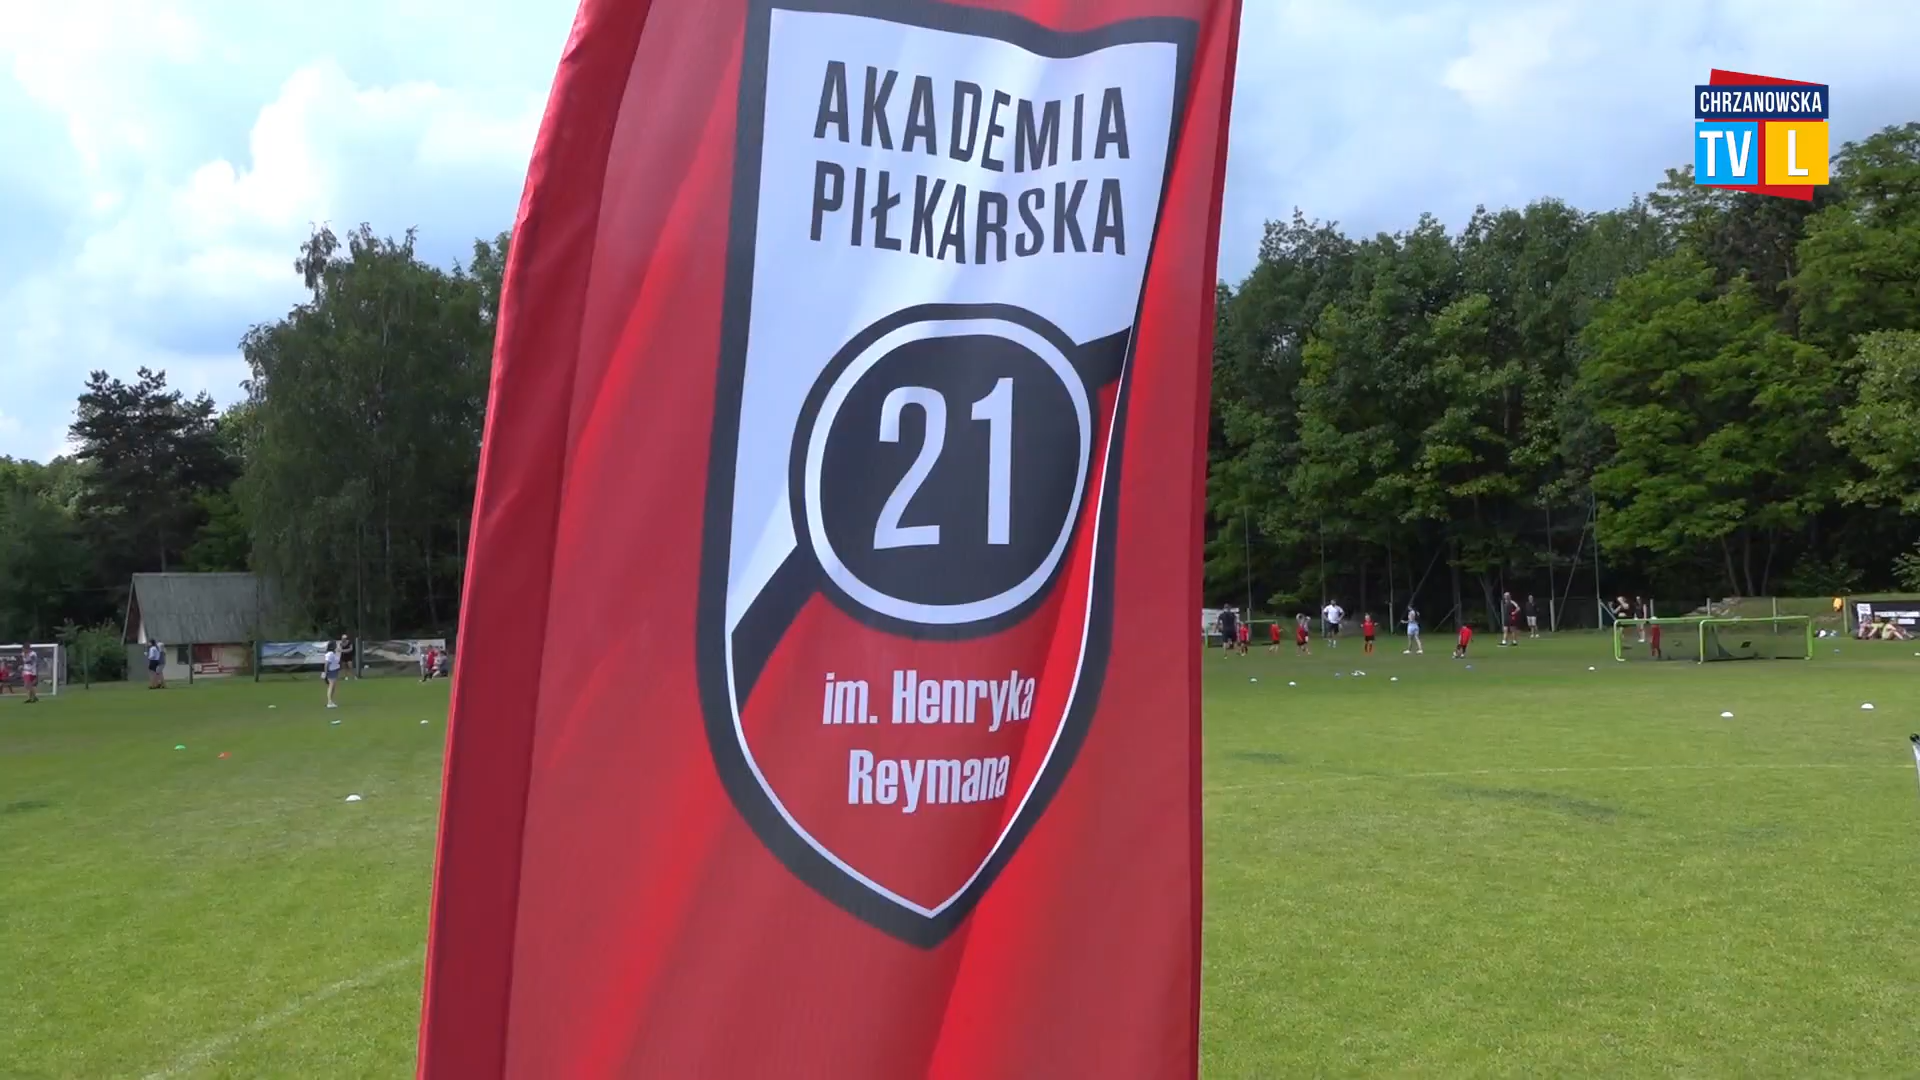 AKADEMIA
PIŁKARSKA
21
im. Henryka
Reymana
CHRZANOWSKA
TV L